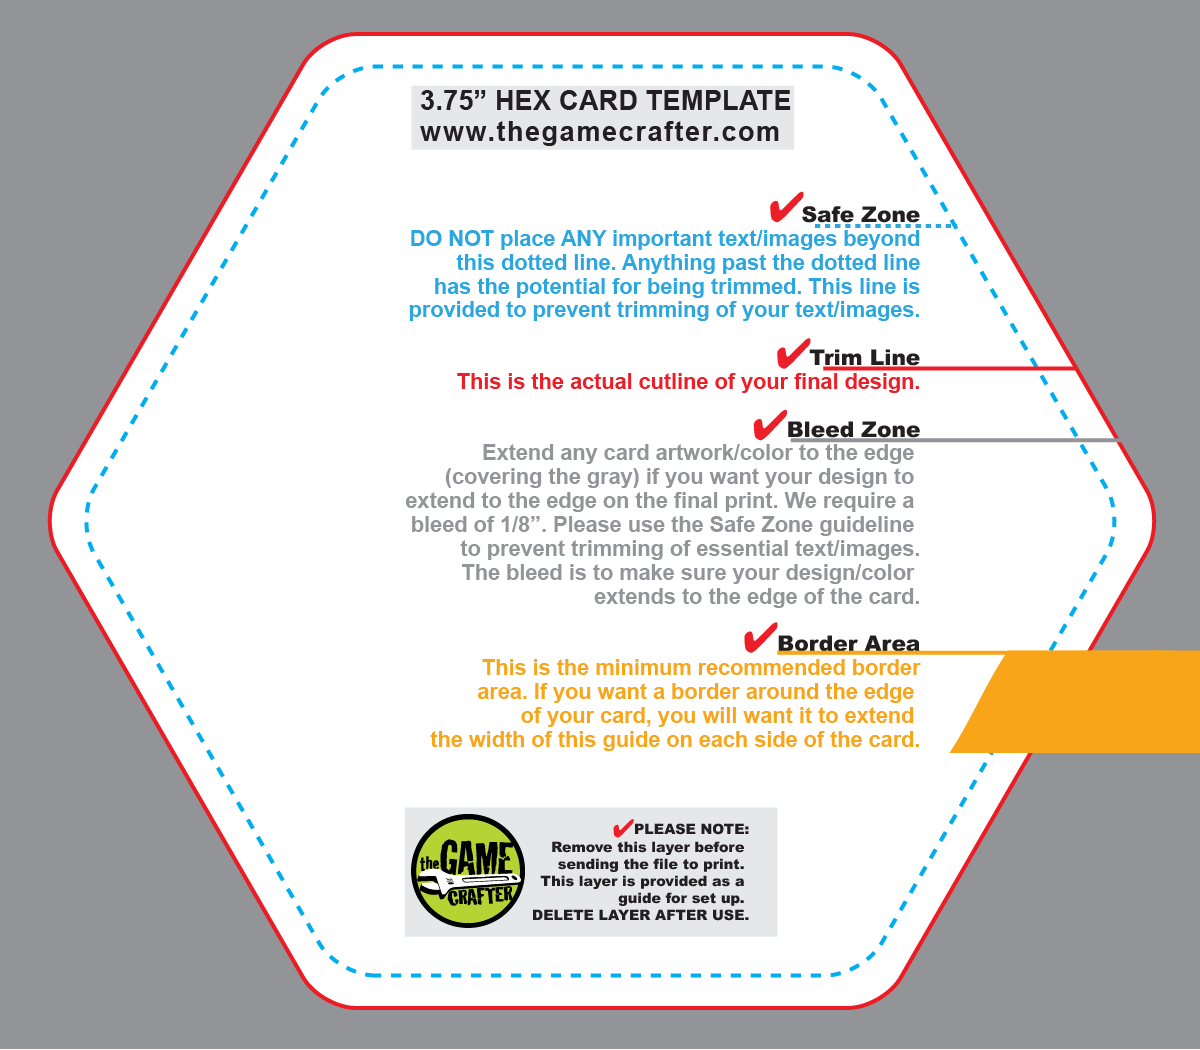 3.75” HEX CARD TEMPLATE
www.thegamecrafter.com
Safe Zone
DO NOT place ANY important text/images beyond
this dotted line. Anything past the dotted line
has the potential for being trimmed. This line is
provided to prevent trimming of your text/images.
Trim Line
This is the actual cutline of your final design.
Bleed Zone
Extend any card artwork/color to the edge
(covering the gray) if you want your design to
extend to the edge on the final print. We require a
bleed of 1/8”. Please use the Safe Zone guideline
to prevent trimming of essential text/images.
The bleed is to make sure your design/color
extends to the edge of the card.
Border Area
This is the minimum recommended border
area. If you want a border around the edge
of your card, you will want it to extend
the width of this guide on each side of the card.
the GAME
CRAFTER
PLEASE NOTE:
Remove this layer before
sending the file to print.
This layer is provided as a
guide for set up.
DELETE LAYER AFTER USE.